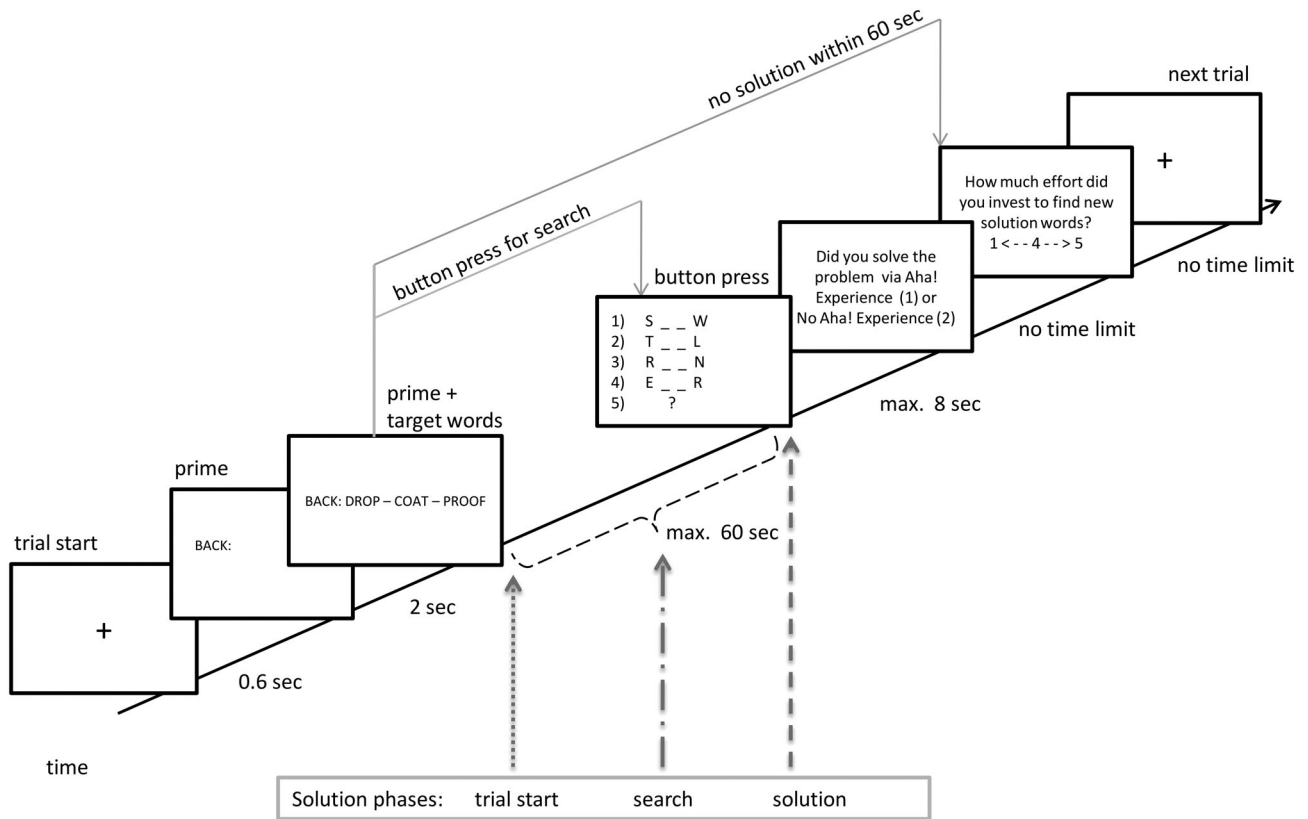 no solution within 60 sec
next trial
+
How much effort did
you invest to find new
solution words?
1 < - - 4 - - > 5
no time limit
button press for search
Did you solve the
problem via Aha!
Experience (1) or
No Aha! Experience (2)
no time limit
button press
1) S _ _ W
2) T _ _ L
3) R _ _ N
4) E _ _ R
5) ?
max. 8 sec
prime +
target words
BACK: DROP – COAT – PROOF
max. 60 sec
prime
BACK:
2 sec
trial start
+
0.6 sec
time
Solution phases: trial start search solution